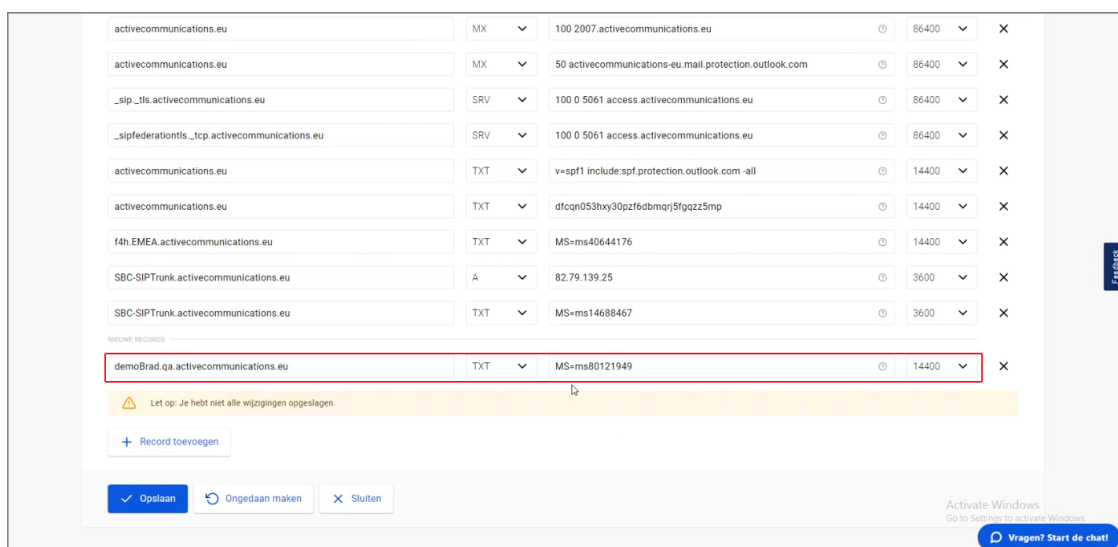 activecommunications.eu MX 100 2007.activecommunications.eu 86400
activecommunications.eu MX 50 activecommunications-eu.mail.protection.outlook.com 86400
_sip._tls.activecommunications.eu SRV 100 0 5061 access.activecommunications.eu 86400
_sipfederationtls._tcp.activecommunications.eu SRV 100 0 5061 access.activecommunications.eu 86400
activecommunications.eu TXT v=spf1 include:spf.protection.outlook.com -all 14400
activecommunications.eu TXT dfcqn053hxy30pzf6dbmqrj5fgqzz5mp 14400
f4h.EMEA.activecommunications.eu TXT MS=ms40644176 14400
Feedback
SBC-SIPTrunk.activecommunications.eu A 82.79.139.25 3600
SBC-SIPTrunk.activecommunications.eu TXT MS=ms14688467 3600
NIEUWE RECORDS
demoBrad.qa.activecommunications.eu TXT MS=ms80121949 14400
Let op: Je hebt niet alle wijzigingen opgeslagen.
+ Record toevoegen
Opslaan Ongedaan maken Sluiten
Activate Windows
Go to Settings to activate Windows.
Vragen? Start de chat!